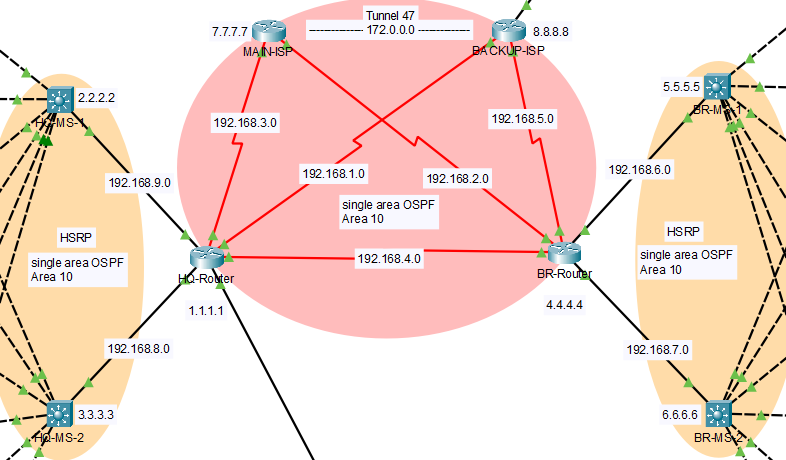 Tunnel 47
7.7.7.7
--------------- 172.0.0.0 ---------------
8.8.8.8
MAIN-ISP
BACKUP-ISP
2.2.2.2
HQ-MS-1
5.5.5.5
BR-MS-1
192.168.3.0
192.168.5.0
192.168.9.0
192.168.1.0
192.168.2.0
192.168.6.0
single area OSPF
Area 10
HSRP
single area OSPF
Area 10
HSRP
single area OSPF
Area 10
192.168.4.0
HQ-Router
BR-Router
1.1.1.1
4.4.4.4
192.168.8.0
192.168.7.0
3.3.3.3
HQ-MS-2
6.6.6.6
BR-MS-2